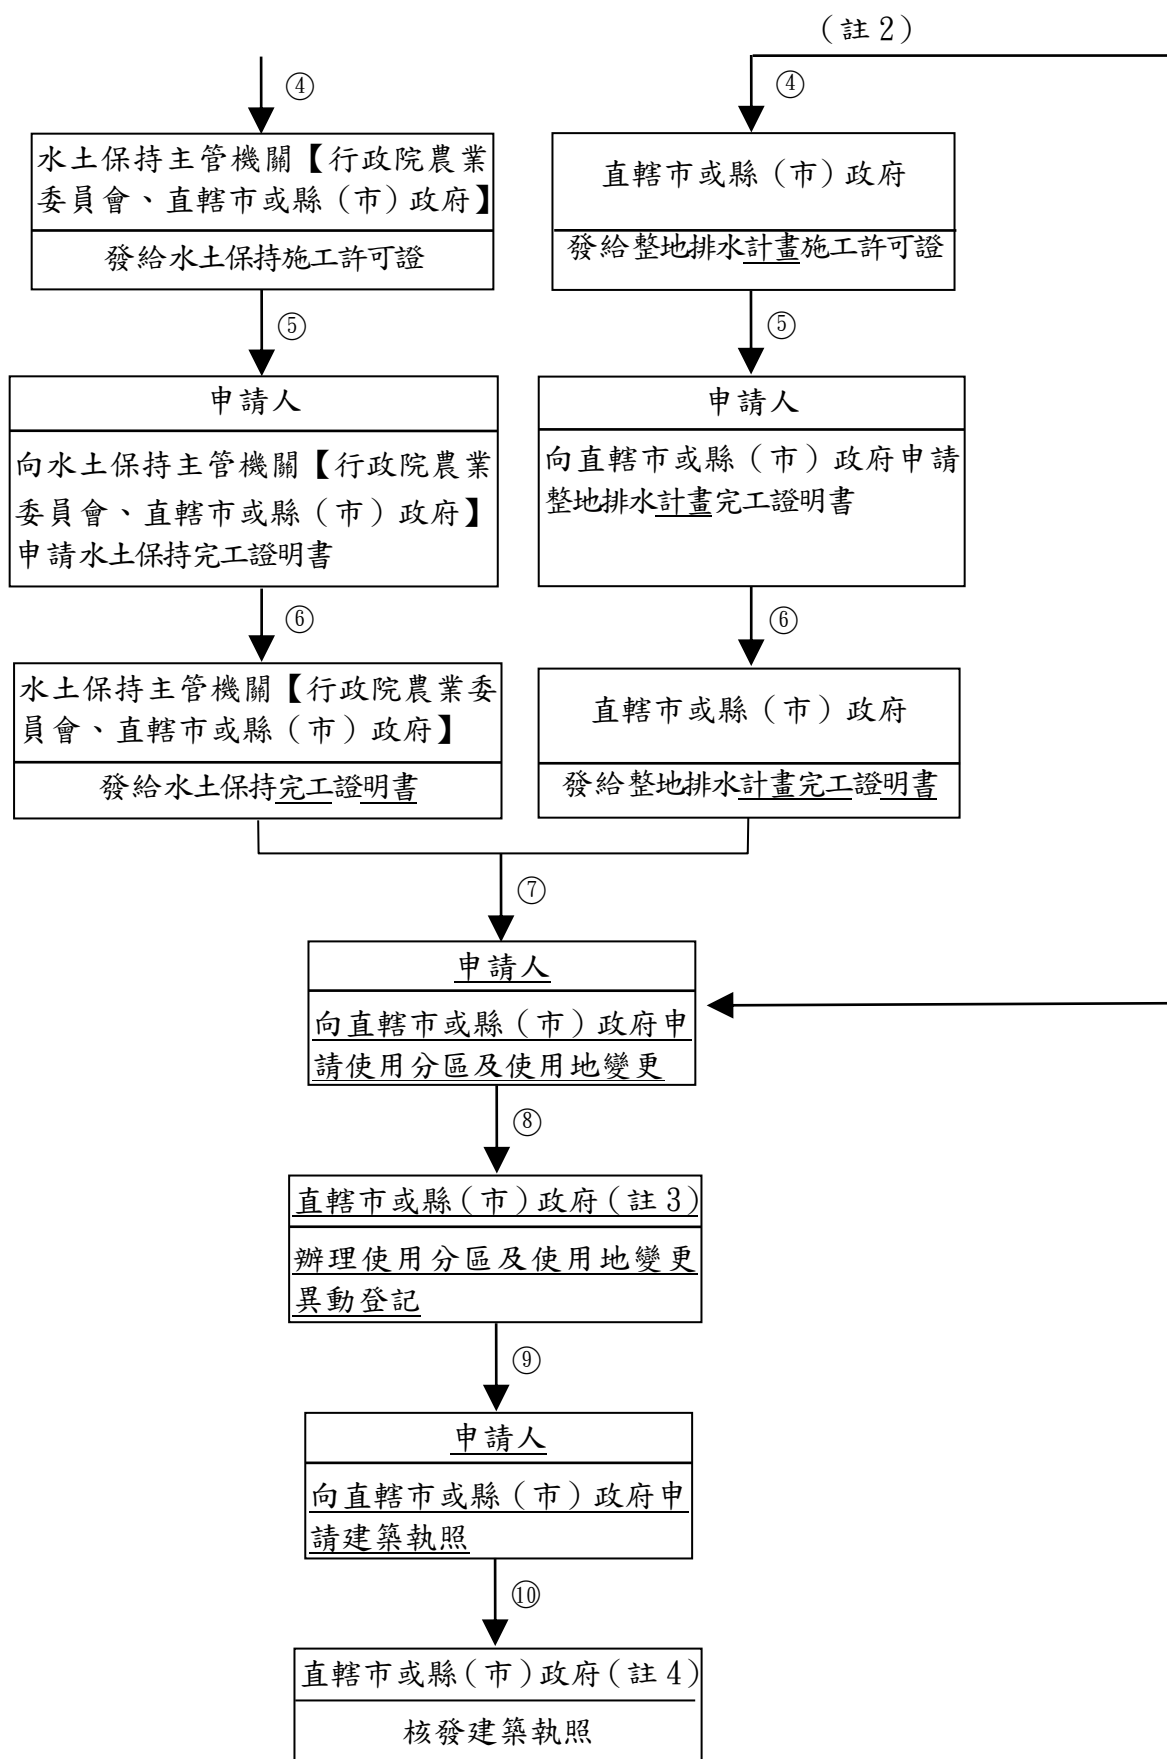 （註2）
④
④
水土保持主管機關【行政院農業
委員會、直轄市或縣（市）政府】
發給水土保持施工許可證
直轄市或縣（市）政府
發給整地排水計畫施工許可證
⑤
⑤
申請人
向水土保持主管機關【行政院農業
委員會、直轄市或縣（市）政府】
申請水土保持完工證明書
申請人
向直轄市或縣（市）政府申請
整地排水計畫完工證明書
⑥
⑥
水土保持主管機關【行政院農業委
員會、直轄市或縣（市）政府】
發給水土保持完工證明書
直轄市或縣（市）政府
發給整地排水計畫完工證明書
⑦
申請人
向直轄市或縣（市）政府申
請使用分區及使用地變更
⑧
直轄市或縣（市）政府（註3）
辦理使用分區及使用地變更
異動登記
⑨
申請人
向直轄市或縣（市）政府申
請建築執照
⑩
直轄市或縣（市）政府（註4）
核發建築執照